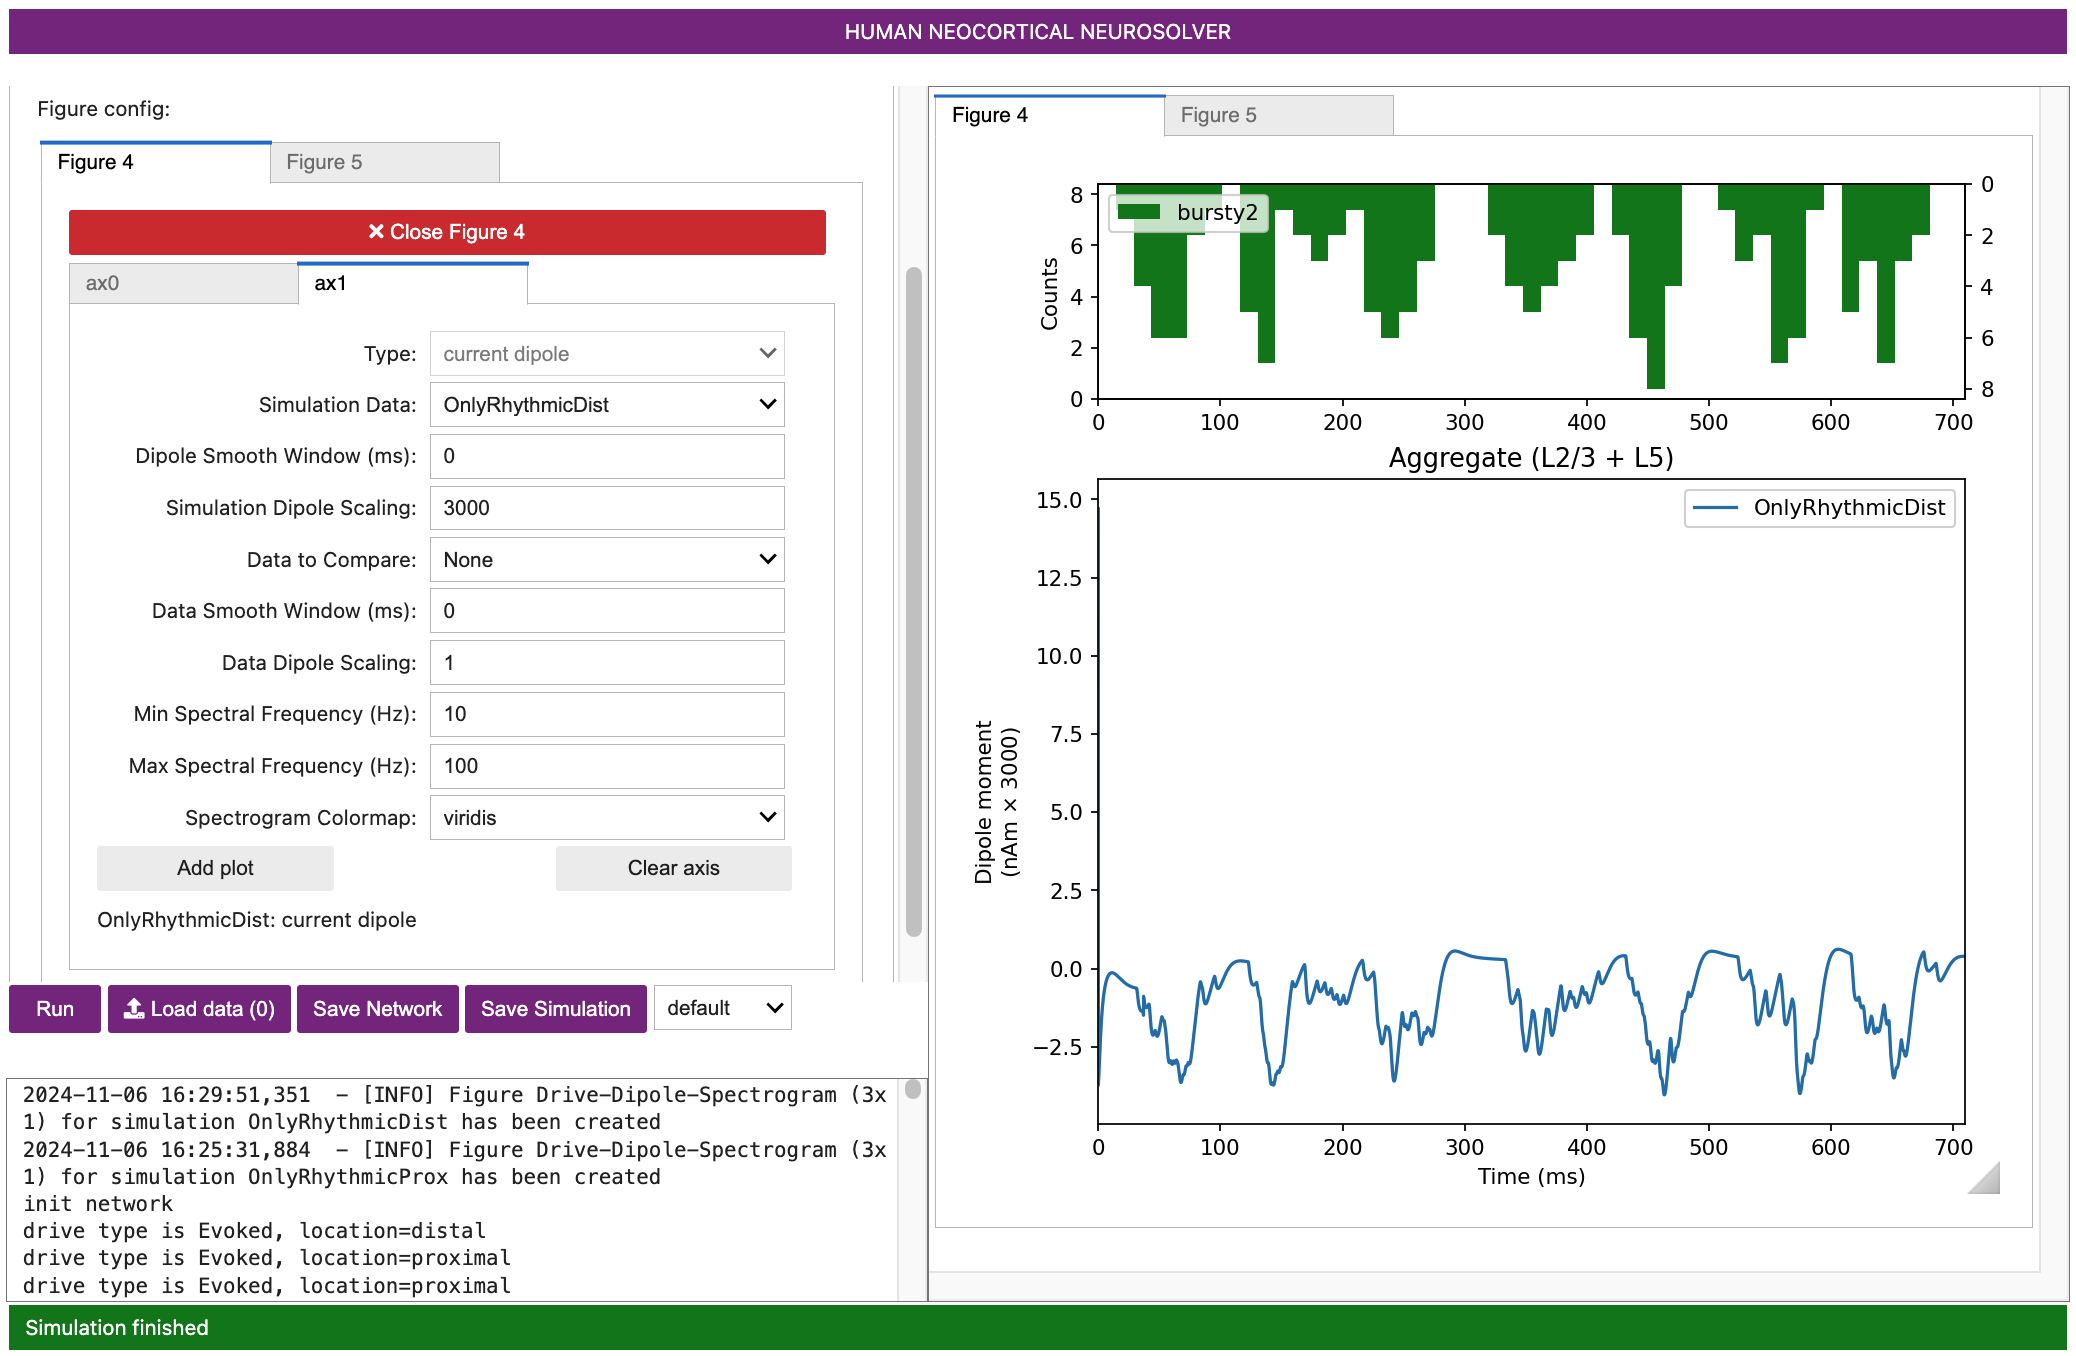 HUMAN NEOCORTICAL NEUROSOLVER
Figure config:
Figure 4
Figure 5
✖ Close Figure 4
ax0
ax1
Type:
current dipole
Simulation Data:
OnlyRhythmicDist
Dipole Smooth Window (ms):
0
Simulation Dipole Scaling:
3000
Data to Compare:
None
Data Smooth Window (ms):
0
Data Dipole Scaling:
1
Min Spectral Frequency (Hz):
10
Max Spectral Frequency (Hz):
100
Spectrogram Colormap:
viridis
Add plot
Clear axis
OnlyRhythmicDist: current dipole
Run
Load data (0)
Save Network
Save Simulation
default
2024-11-06 16:29:51,351  - [INFO] Figure Drive-Dipole-Spectrogram (3x
1) for simulation OnlyRhythmicDist has been created
2024-11-06 16:25:31,884  - [INFO] Figure Drive-Dipole-Spectrogram (3x
1) for simulation OnlyRhythmicProx has been created
init network
drive type is Evoked, location=distal
drive type is Evoked, location=proximal
drive type is Evoked, location=proximal
Simulation finished
Figure 4
Figure 5
bursty2
Counts
8
6
4
2
0
0
2
4
6
8
0 100 200 300 400 500 600 700
Aggregate (L2/3 + L5)
OnlyRhythmicDist
Dipole moment
(nAm × 3000)
15.0
12.5
10.0
7.5
5.0
2.5
0.0
−2.5
0 100 200 300 400 500 600 700
Time (ms)